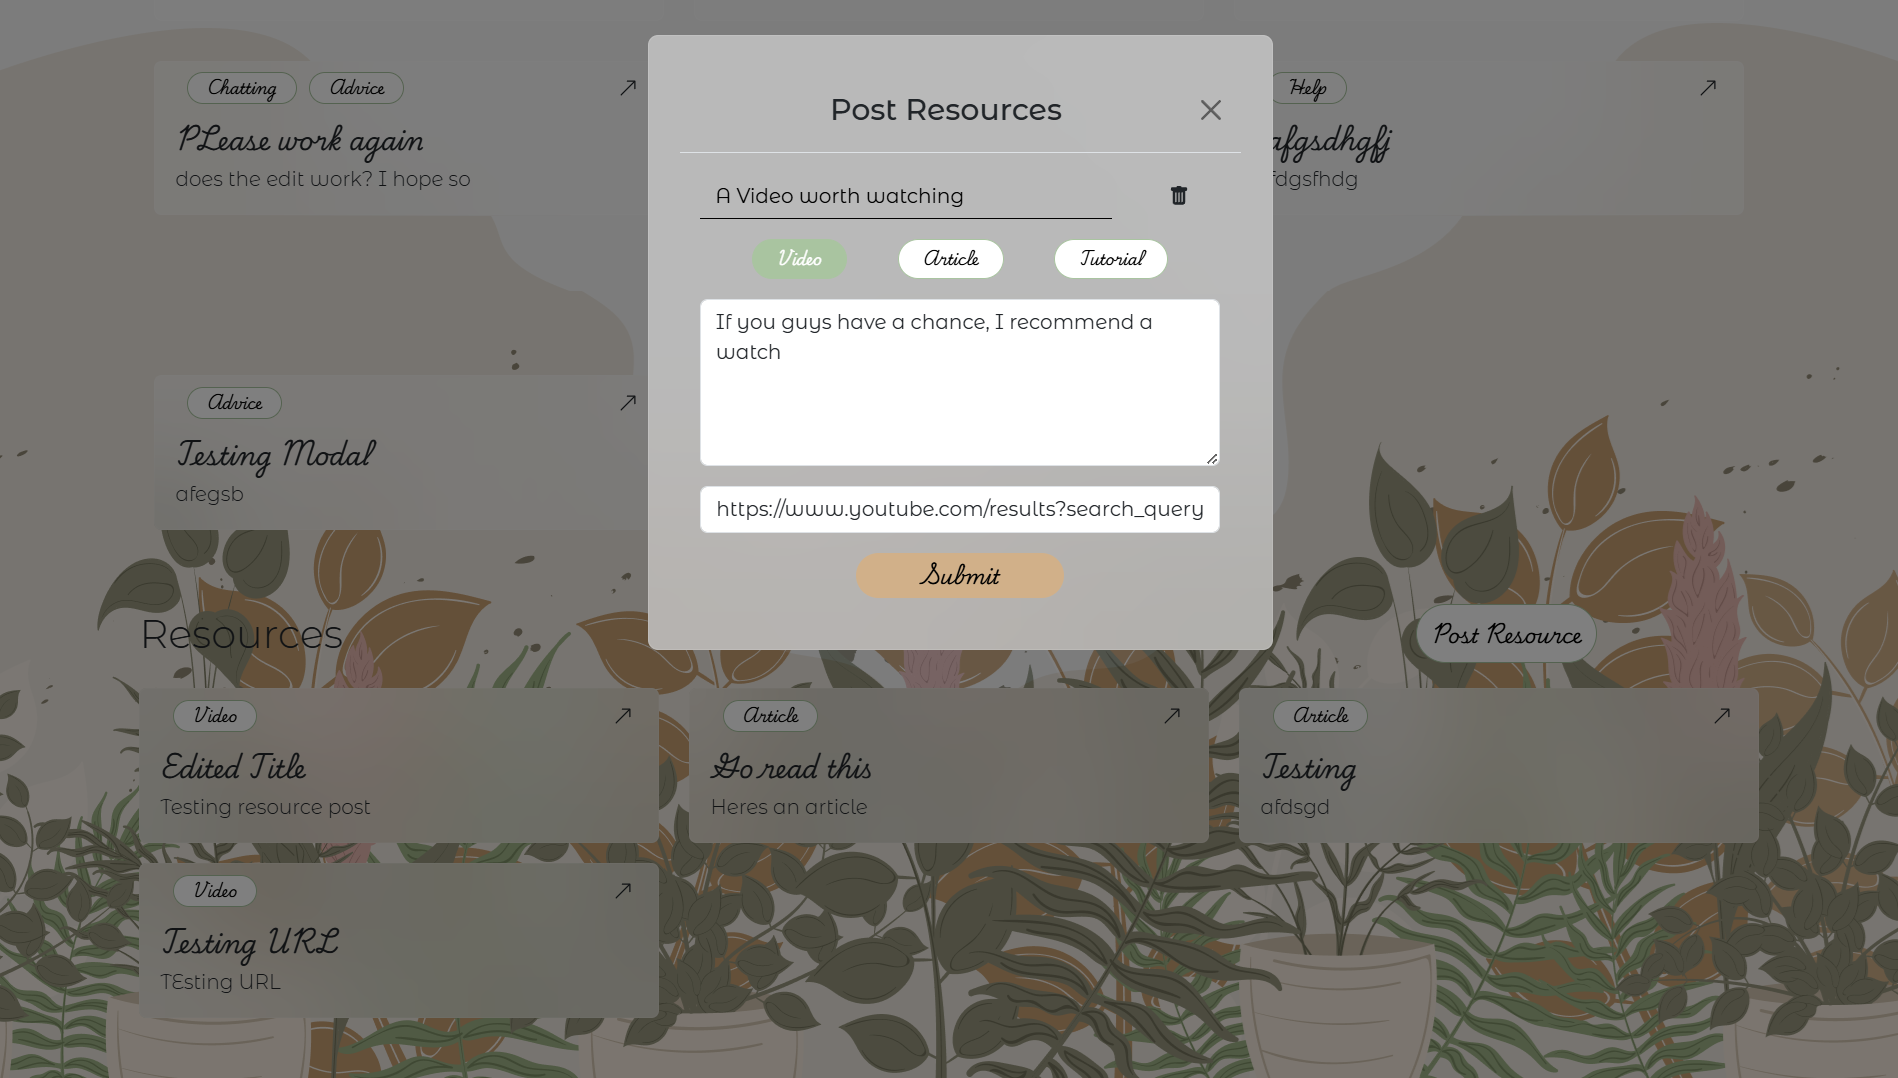 Chatting
Advice
PLease work again
does the edit work? I hope so
Help
afgsdhgfj
fdgsfhdg
Advice
Testing Modal
afegsb
Post Resources
A Video worth watching
Video
Article
Tutorial
If you guys have a chance, I recommend a
watch
https://www.youtube.com/results?search_query
Submit
Resources
Post Resource
Video
Edited Title
Testing resource post
Article
Go read this
Heres an article
Article
Testing
afdsgd
Video
Testing URL
TEsting URL